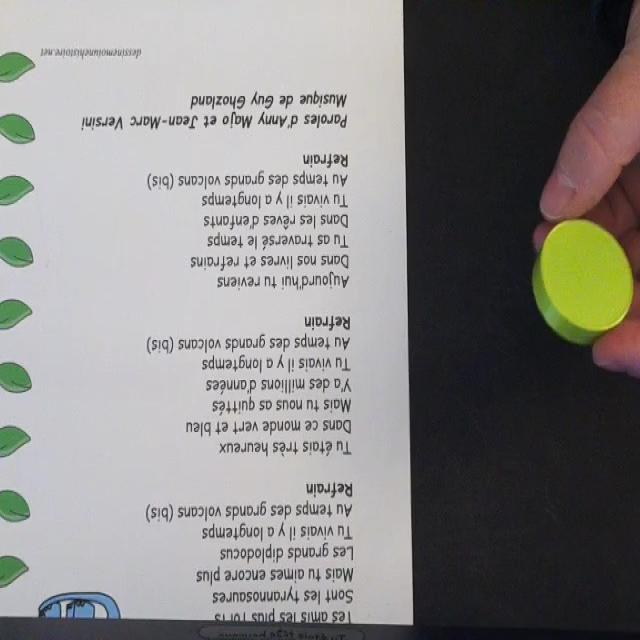 Tes amis les plus forts
Sont les tyrannosaures
Mais tu aimes encore plus
Les grands diplodocus
Tu vivais il y a longtemps
Au temps des grands volcans (bis)
Refrain
Tu étais très heureux
Dans ce monde vert et bleu
Mais tu nous as quittés
Y'a des millions d'années
Tu vivais il y a longtemps
Au temps des grands volcans (bis)
Refrain
Aujourd'hui tu reviens
Dans nos livres et refrains
Tu as traversé le temps
Dans les rêves d'enfants
Tu vivais il y a longtemps
Au temps des grands volcans (bis)
Refrain
Paroles d'Anny Majo et Jean-Marc Versini
Musique de Guy Ghozland
dessinemoiunehistoire.net